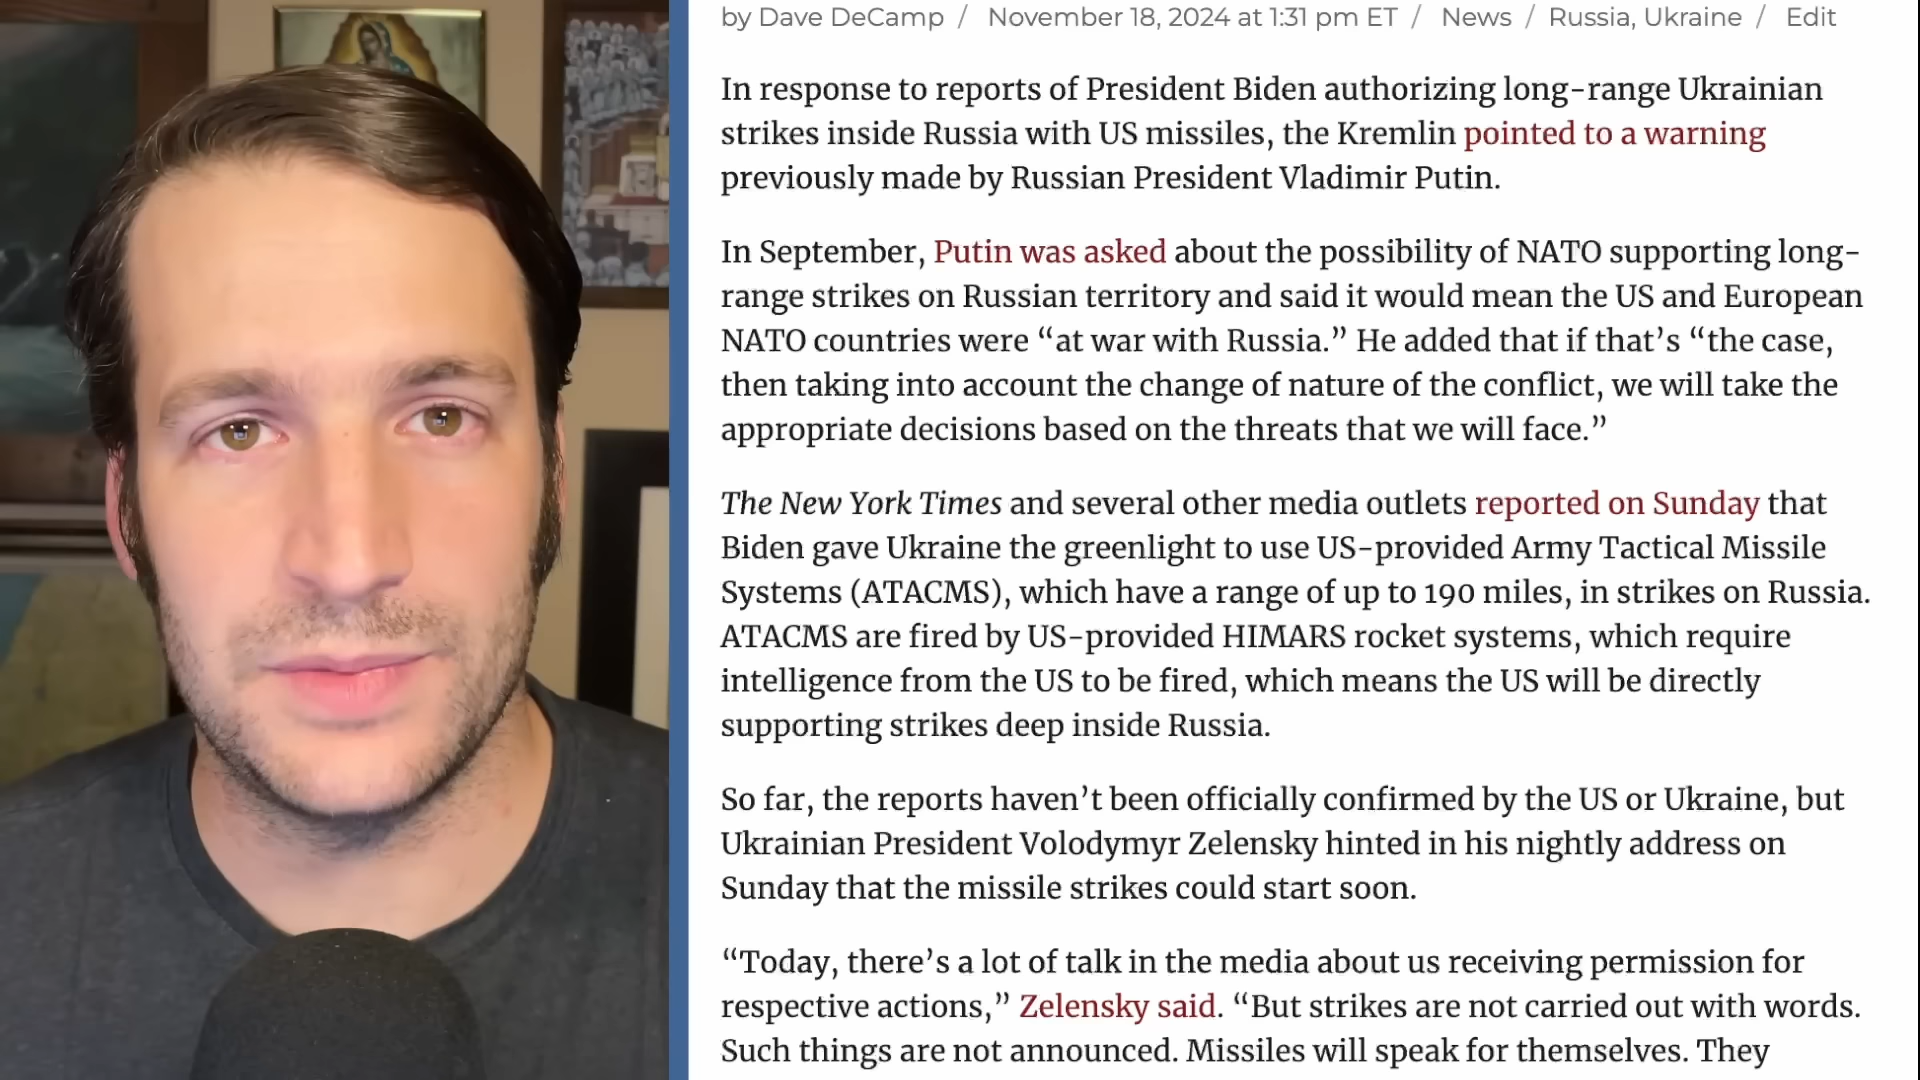 by Dave DeCamp / November 18, 2024 at 1:31 pm ET / News / Russia, Ukraine / Edit
In response to reports of President Biden authorizing long-range Ukrainian
strikes inside Russia with US missiles, the Kremlin pointed to a warning
previously made by Russian President Vladimir Putin.
In September, Putin was asked about the possibility of NATO supporting long-
range strikes on Russian territory and said it would mean the US and European
NATO countries were “at war with Russia.” He added that if that’s “the case,
then taking into account the change of nature of the conflict, we will take the
appropriate decisions based on the threats that we will face.”
The New York Times and several other media outlets reported on Sunday that
Biden gave Ukraine the greenlight to use US-provided Army Tactical Missile
Systems (ATACMS), which have a range of up to 190 miles, in strikes on Russia.
ATACMS are fired by US-provided HIMARS rocket systems, which require
intelligence from the US to be fired, which means the US will be directly
supporting strikes deep inside Russia.
So far, the reports haven’t been officially confirmed by the US or Ukraine, but
Ukrainian President Volodymyr Zelensky hinted in his nightly address on
Sunday that the missile strikes could start soon.
“Today, there’s a lot of talk in the media about us receiving permission for
respective actions,” Zelensky said. “But strikes are not carried out with words.
Such things are not announced. Missiles will speak for themselves. They